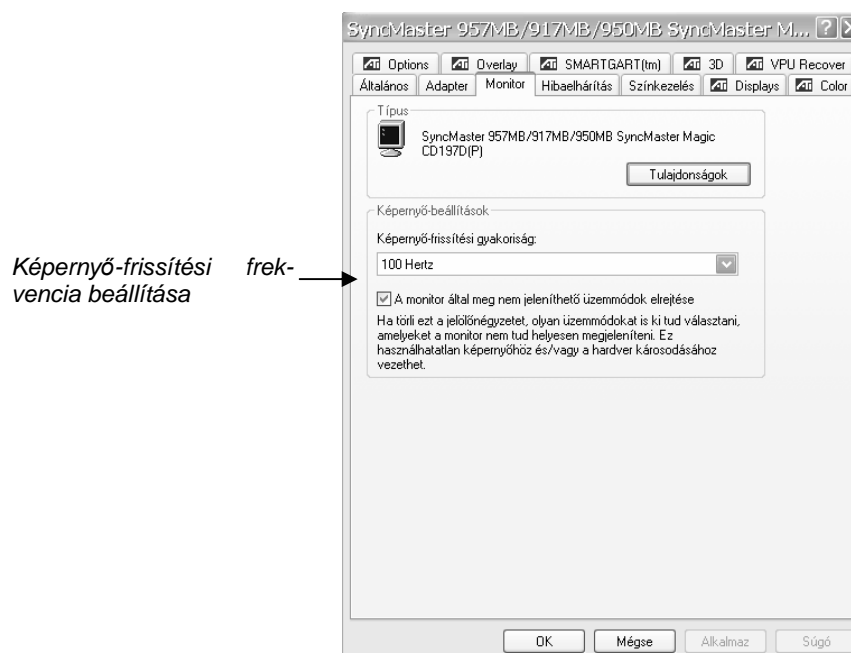 SyncMaster 957MB/917MB/950MB SyncMaster M...
Options Overlay SMARTGART(tm) 3D VPU Recover
Általános Adapter Monitor Hibaelhárítás Színkezelés Displays Color
Típus
SyncMaster 957MB/917MB/950MB SyncMaster Magic
CD197D(P)
Tulajdonságok
Képernyő-beállítások
Képernyő-frissítési gyakoriság:
100 Hertz
Képernyő-frissítési frek-
vencia beállítása
A monitor által meg nem jeleníthető üzemmódok elrejtése
Ha törli ezt a jelölőnégyzetet, olyan üzemmódokat is ki tud választani,
amelyeket a monitor nem tud helyesen megjeleníteni. Ez
használhatatlan képernyőhöz és/vagy a hardver károsodásához
vezethet.
OK Mégse Alkalmaz Súgó